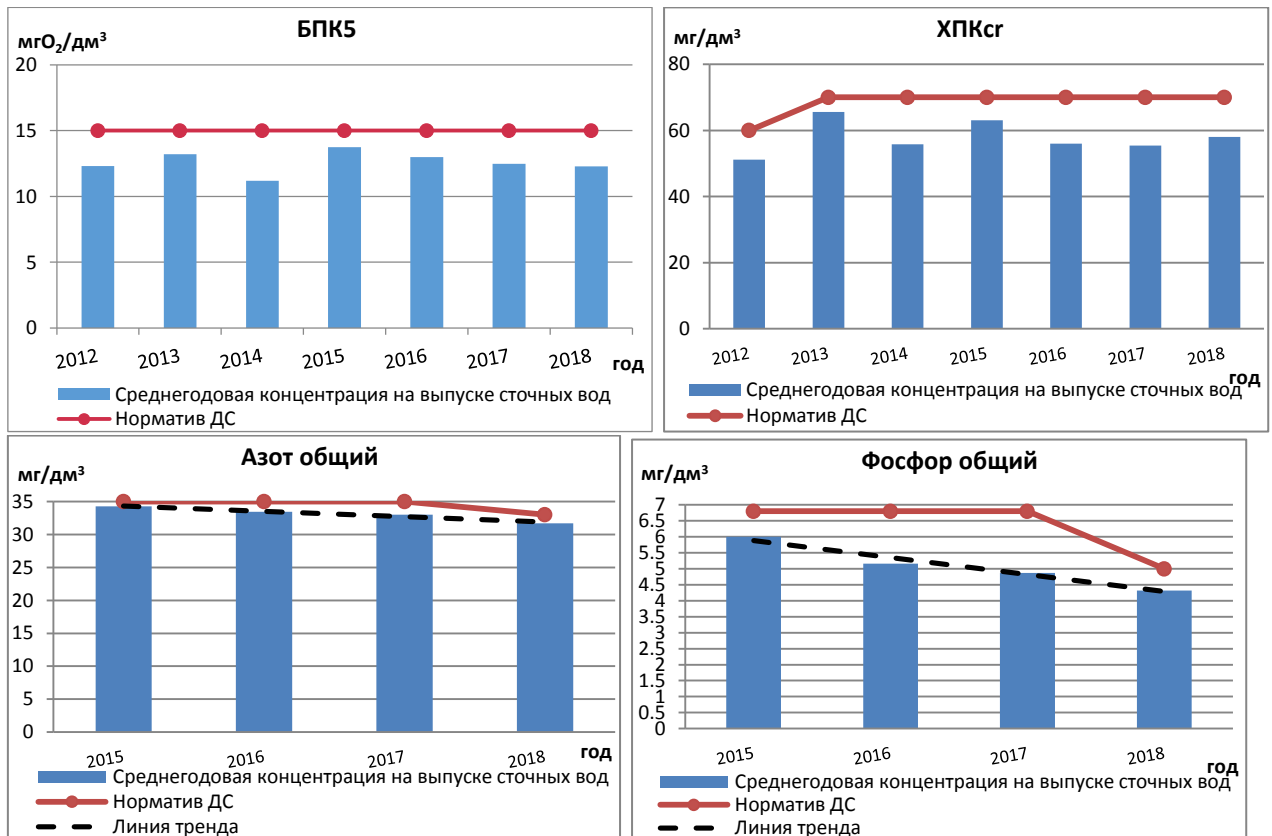 БПК5
мгO₂/дм³
20
15
10
5
0
2012 2013 2014 2015 2016 2017 2018 год
Среднегодовая концентрация на выпуске сточных вод
Норматив ДС
ХПКcr
мг/дм³
80
60
40
20
0
2012 2013 2014 2015 2016 2017 2018
год
Среднегодовая концентрация на выпуске сточных вод
Норматив ДС
Азот общий
мг/дм³
35
30
25
20
15
10
5
0
2015 2016 2017 2018 год
Среднегодовая концентрация на выпуске сточных вод
Норматив ДС
Линия тренда
Фосфор общий
мг/дм³
7
6.5
6
5.5
5
4.5
4
3.5
3
2.5
2
1.5
1
0.5
0
2015 2016 2017 2018 год
Среднегодовая концентрация на выпуске сточных вод
Норматив ДС
Линия тренда